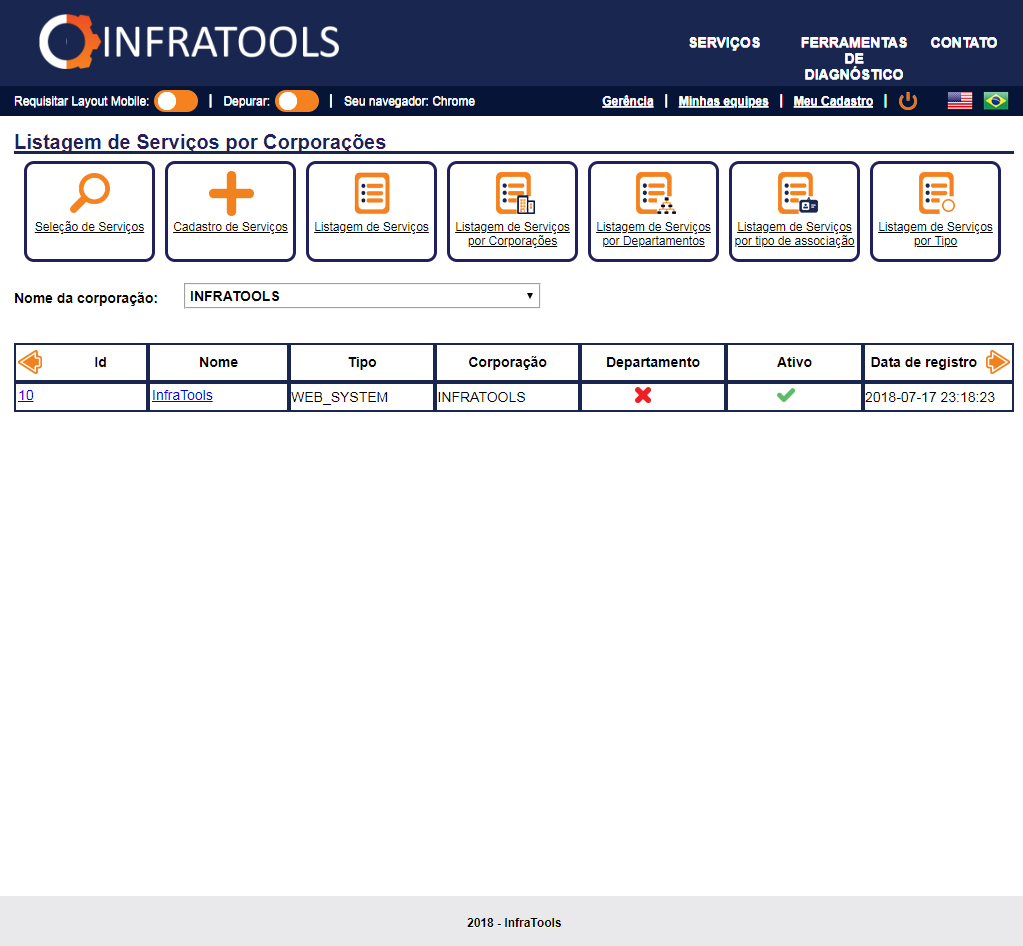 INFRATOOLS
SERVIÇOS
FERRAMENTAS
DE
DIAGNÓSTICO
CONTATO
Requisitar Layout Mobile: | Depurar: | Seu navegador: Chrome
Gerência | Minhas equipes | Meu Cadastro |
Listagem de Serviços por Corporações
Seleção de Serviços
Cadastro de Serviços
Listagem de Serviços
Listagem de Serviços
por Corporações
Listagem de Serviços
por Departamentos
Listagem de Serviços
por tipo de associação
Listagem de Serviços
por Tipo
Nome da corporação: INFRATOOLS
Id Nome Tipo Corporação Departamento Ativo Data de registro
10 InfraTools WEB_SYSTEM INFRATOOLS 2018-07-17 23:18:23
2018 - InfraTools